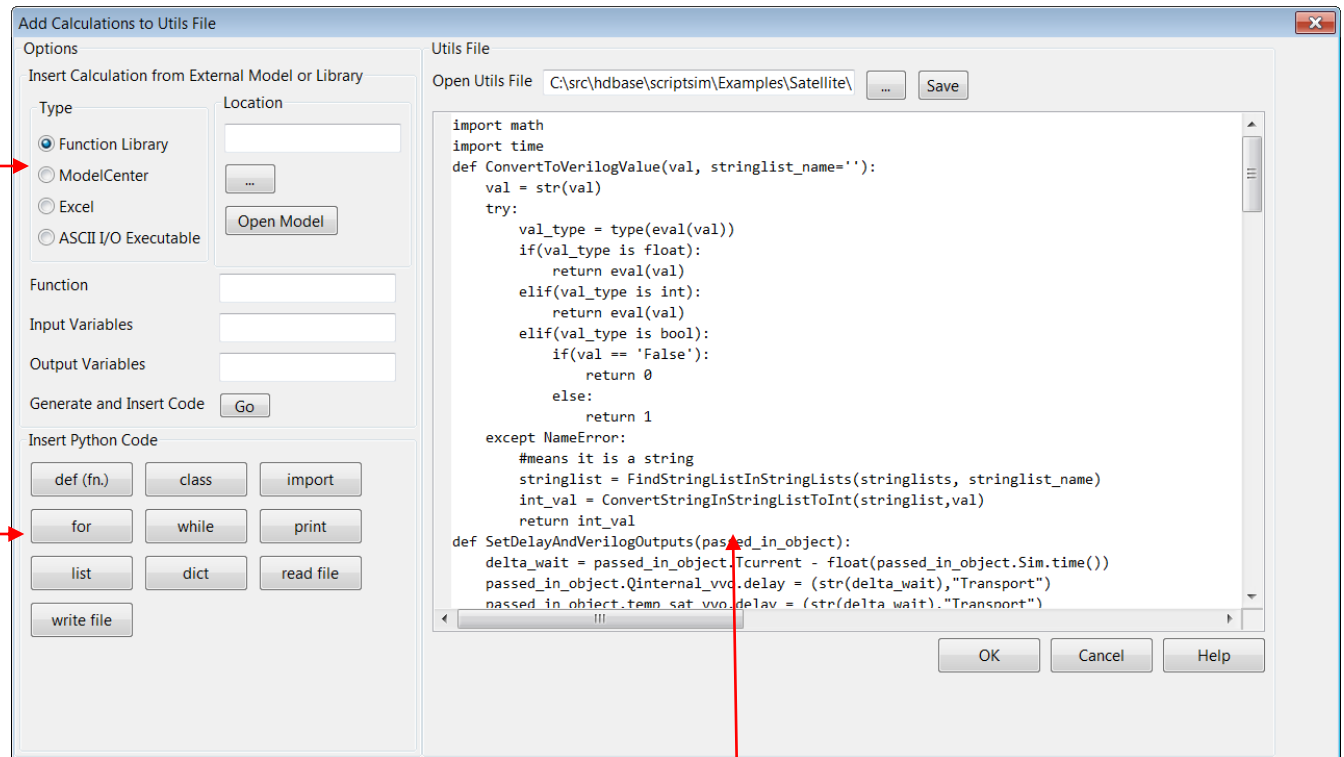 Add Calculations to Utils File
Options
Insert Calculation from External Model or Library
Type
Function Library
ModelCenter
Excel
ASCII I/O Executable
Location
...
Open Model
Function
Input Variables
Output Variables
Generate and Insert Code Go
Insert Python Code
def (fn.) class import
for while print
list dict read file
write file
Utils File
Open Utils File C:\src\hdbase\scriptsim\Examples\Satellite\ ... Save
import math
import time
def ConvertToVerilogValue(val, stringlist_name=''):
    val = str(val)
    try:
        val_type = type(eval(val))
        if(val_type is float):
            return eval(val)
        elif(val_type is int):
            return eval(val)
        elif(val_type is bool):
            if(val == 'False'):
                return 0
            else:
                return 1
    except NameError:
        #means it is a string
        stringlist = FindStringListInStringLists(stringlists, stringlist_name)
        int_val = ConvertStringInStringListToInt(stringlist,val)
        return int_val
def SetDelayAndVerilogOutputs(passed_in_object):
    delta_wait = passed_in_object.Tcurrent - float(passed_in_object.Sim.time())
    passed_in_object.Qinternal_vvo.delay = (str(delta_wait),"Transport")
    passed_in_object.temp_sat_vvo.delay = (str(delta_wait),"Transport")
OK Cancel Help